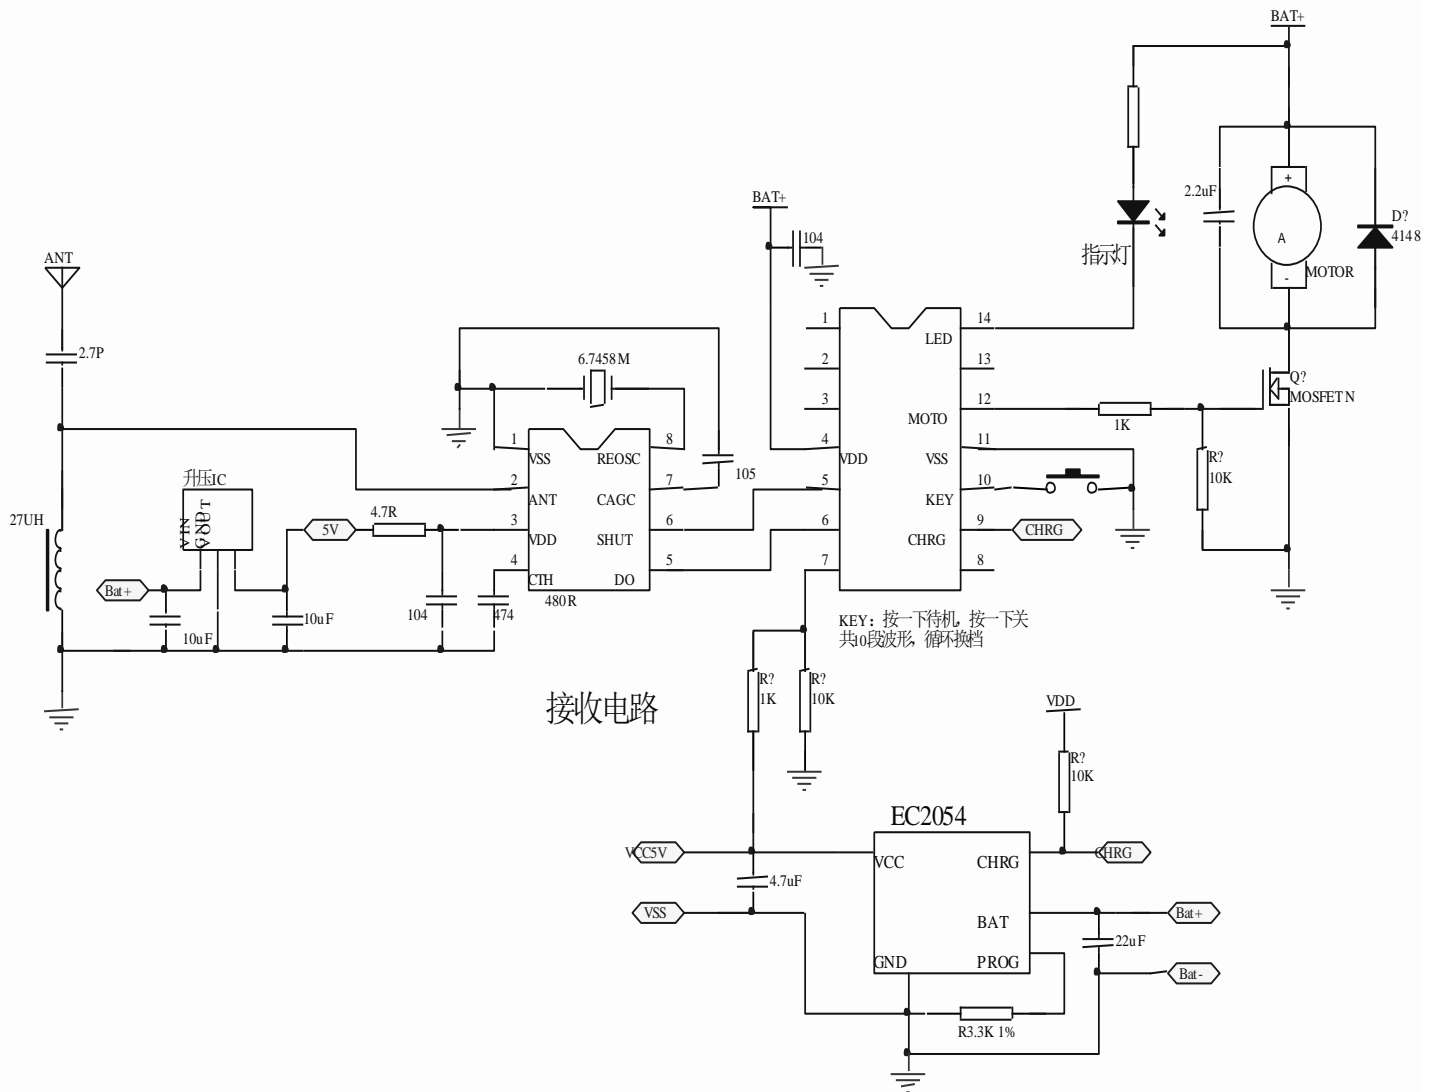 BAT+
2.2uF
+
A
-
MOTOR
D?
4148
指示灯
BAT+
104
ANT
2.7P
27UH
升压IC
VIN
GND
VOUT
Bat+
10uF
10uF
5V
4.7R
104
474
6.7458M
105
1
2
3
4
8
7
6
5
VSS
ANT
VDD
CTH
REOSC
CAGC
SHUT
DO
480R
1
2
3
4
5
6
7
14
13
12
11
10
9
8
VDD
LED
MOTO
VSS
KEY
CHRG
1K
Q?
MOSFET N
R?
10K
CHRG
KEY：按一下待机，按一下关
共10段波形，循环换档
接收电路
R?
1K
R?
10K
VDD
R?
10K
EC2054
VCC5V
VCC
CHRG
CHRG
4.7uF
VSS
BAT
Bat+
22uF
GND
PROG
Bat-
R3.3K 1%